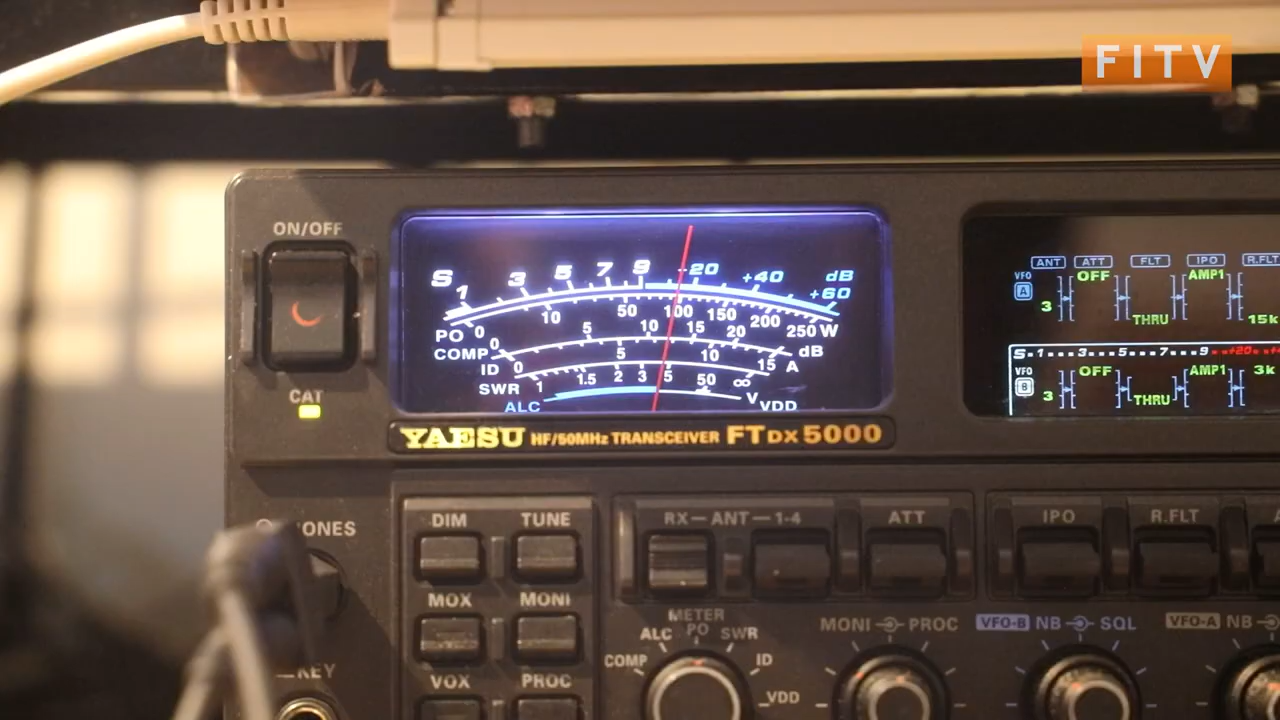 FITV
ON/OFF
CAT
S 1 3 5 7 9 +20 +40 +60 dB
PO 0 10 50 100 150 200 250 W
COMP 0 5 10 15 20 dB
ID 0 5 10 15 A
SWR 1 1.5 2 3 5 50 ∞
ALC V VDD
YAESU HF/50MHz TRANSCEIVER FTDX5000
ANT ATT FLT IPO R.FLT
VFO A 3 OFF THRU AMP1 15k
S 1 3 5 7 9 +20
VFO B 3 OFF THRU AMP1 3k
DIM TUNE
RX-ANT-1-4 ATT IPO R.FLT
MOX MONI
VOX PROC
KEY
METER
COMP ALC PO SWR ID VDD
MONI PROC
VFO-B NB SQL
VFO-A NB